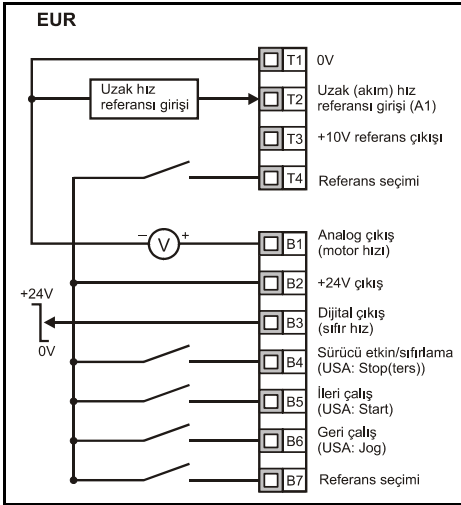 EUR
T1 0V
Uzak hız
referansı girişi
T2 Uzak (akım) hız
referansı girişi (A1)
T3 +10V referans çıkışı
T4 Referans seçimi
– V +
B1 Analog çıkış
(motor hızı)
B2 +24V çıkış
+24V
0V
B3 Dijital çıkış
(sıfır hız)
B4 Sürücü etkin/sıfırlama
(USA: Stop(ters))
B5 İleri çalış
(USA: Start)
B6 Geri çalış
(USA: Jog)
B7 Referans seçimi